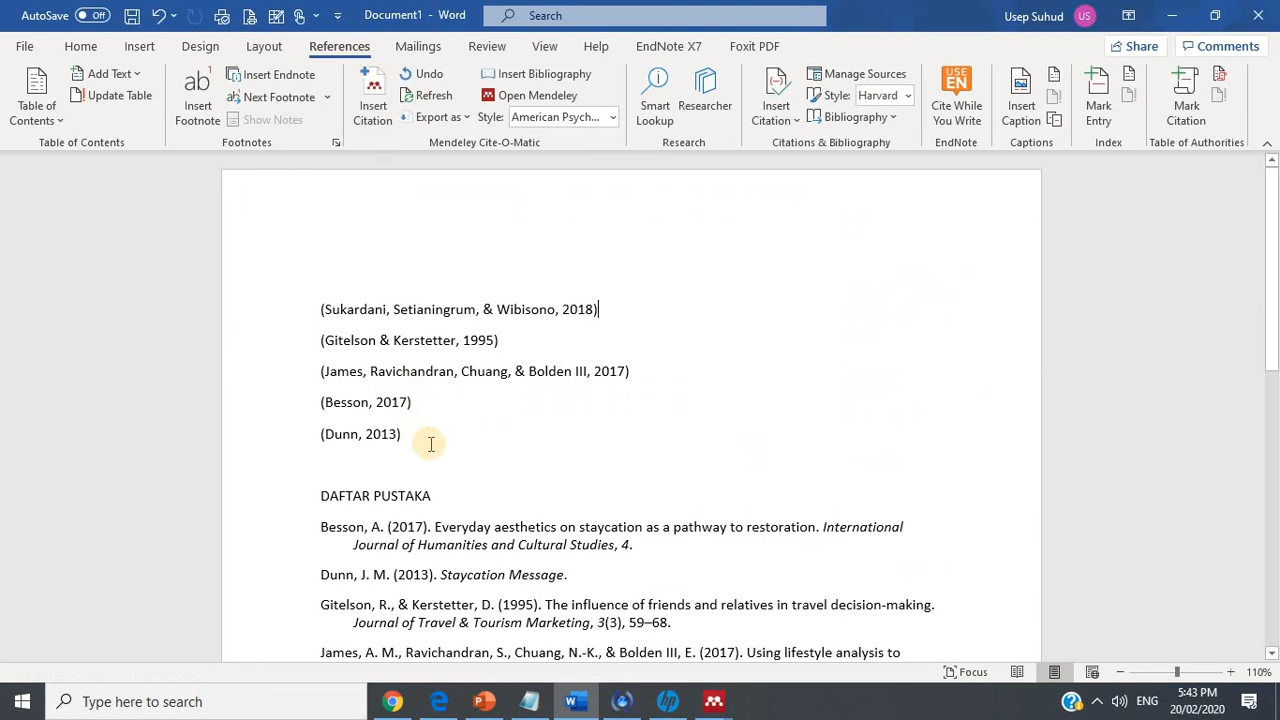 AutoSave Off Document1 - Word Search Usep Suhud US
File Home Insert Design Layout References Mailings Review View Help EndNote X7 Foxit PDF Share Comments
Table of Contents
Add Text
Update Table
Table of Contents
Insert Footnote
Insert Endnote
Next Footnote
Show Notes
Footnotes
Insert Citation
Undo
Refresh
Export as
Insert Bibliography
Open Mendeley
Style: American Psych...
Mendeley Cite-O-Matic
Smart Lookup
Researcher
Research
Insert Citation
Manage Sources
Style: Harvard
Bibliography
Citations & Bibliography
Cite While You Write
EndNote
Insert Caption
Captions
Mark Entry
Index
Mark Citation
Table of Authorities
(Sukardani, Setianingrum, & Wibisono, 2018)
(Gitelson & Kerstetter, 1995)
(James, Ravichandran, Chuang, & Bolden III, 2017)
(Besson, 2017)
(Dunn, 2013)
DAFTAR PUSTAKA
Besson, A. (2017). Everyday aesthetics on staycation as a pathway to restoration. International
Journal of Humanities and Cultural Studies, 4.
Dunn, J. M. (2013). Staycation Message.
Gitelson, R., & Kerstetter, D. (1995). The influence of friends and relatives in travel decision-making.
Journal of Travel & Tourism Marketing, 3(3), 59–68.
James, A. M., Ravichandran, S., Chuang, N.-K., & Bolden III, E. (2017). Using lifestyle analysis to
Focus 110%
Type here to search
ENG
5:43 PM
20/02/2020